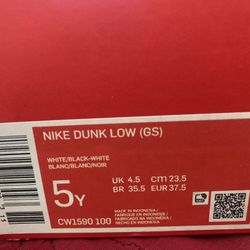 NIKE DUNK LOW (GS)
WHITE/BLACK-WHITE
BLANC/BLANC/NOIR
5Y
UK 4.5 cm 23.5
BR 35.5 EUR 37.5
CW1590 100
MADE IN INDONESIA
FABRIQUÉ EN INDONÉSIE
HECHO EN INDONESIA